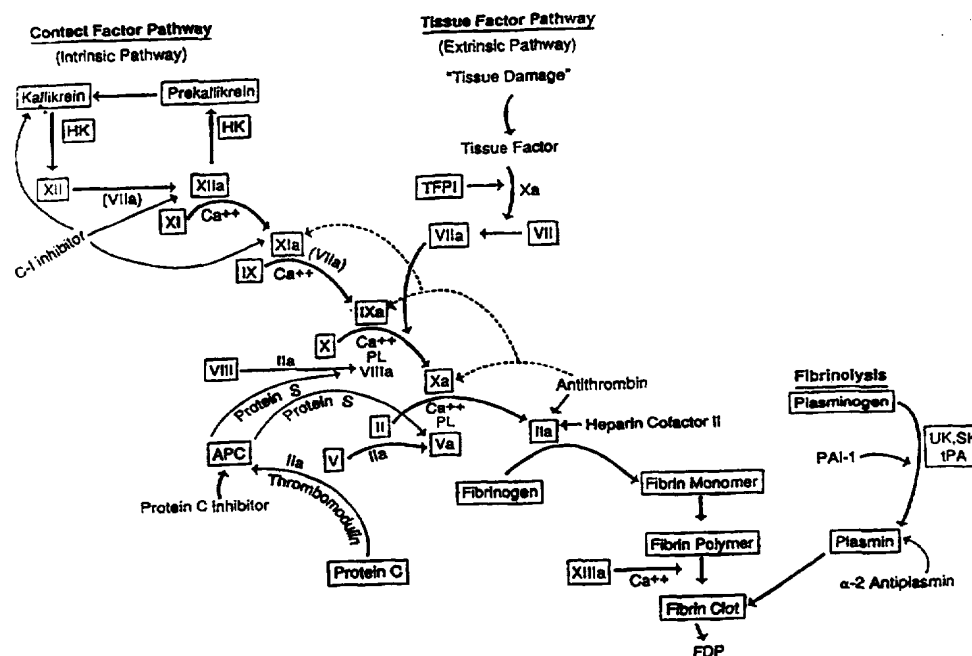 Contact Factor Pathway
(Intrinsic Pathway)
Tissue Factor Pathway
(Extrinsic Pathway)
"Tissue Damage"
Kallikrein
Prekallikrein
HK
HK
Tissue Factor
TFPI
Xa
XII
(VIIa)
XIIa
XI
Ca++
VIIa
VII
C-I inhibitor
XIa
(VIIa)
IX
Ca++
IXa
X
Ca++
PL
VIIIa
VIII
IIa
Xa
Protein S
Protein S
Antithrombin
Ca++
PL
II
IIa
Heparin Cofactor II
Va
V
IIa
APC
IIa
Thrombomodulin
Protein C Inhibitor
Protein C
Fibrinogen
Fibrin Monomer
Fibrin Polymer
XIIIa
Ca++
Fibrin Clot
FDP
Fibrinolysis
Plasminogen
UK,SK
tPA
PAI-1
Plasmin
α-2 Antiplasmin